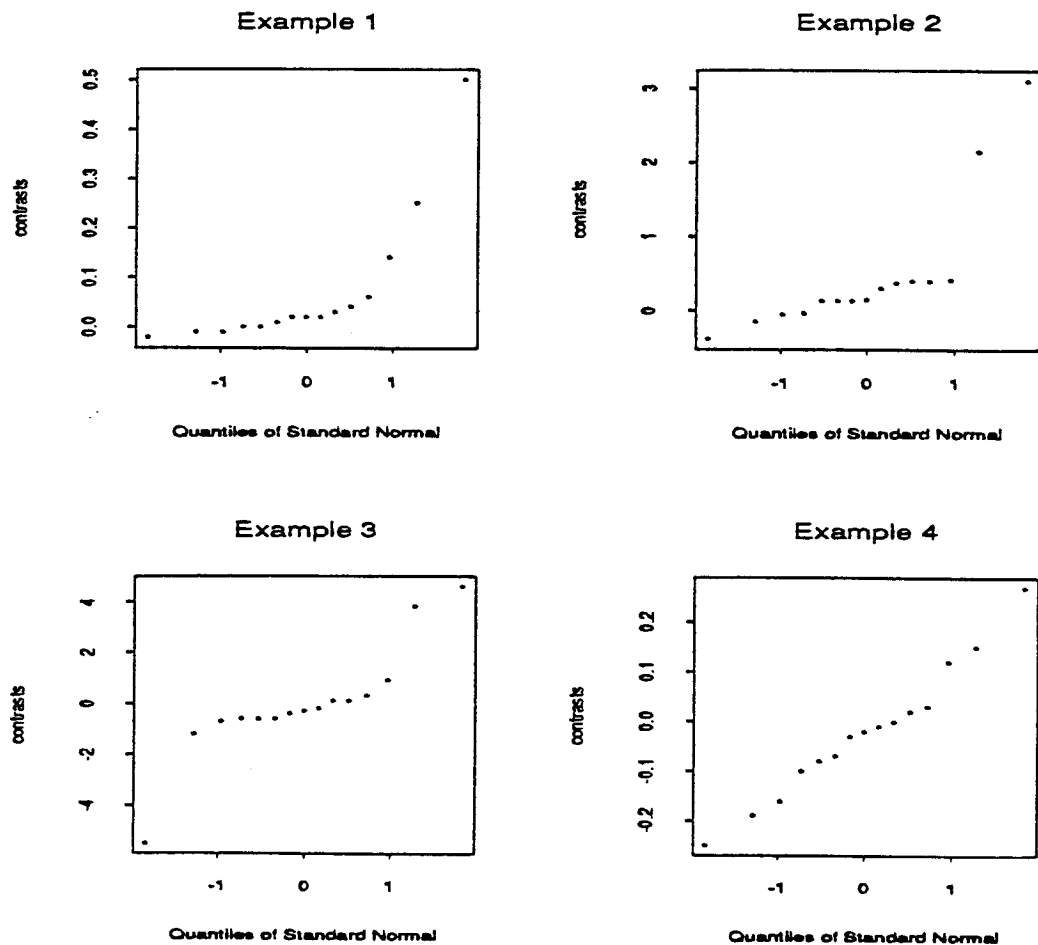 Example 1
Example 2
contrasts
0.5
0.4
0.3
0.2
0.1
0.0
-1
0
1
Quantiles of Standard Normal
contrasts
3
2
1
0
-1
0
1
Quantiles of Standard Normal
Example 3
Example 4
contrasts
4
2
0
-2
-4
-1
0
1
Quantiles of Standard Normal
contrasts
0.2
0.1
0.0
-0.1
-0.2
-1
0
1
Quantiles of Standard Normal